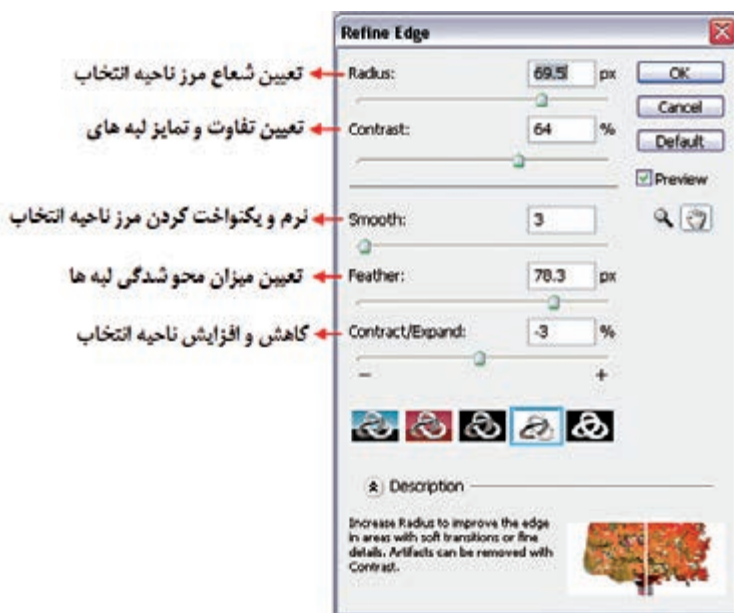 Refine Edge
تعیین شعاع مرز ناحیه انتخاب
Radius:
69.5
px
OK
Cancel
تعیین تفاوت و تمایز لبه های
Contrast:
64
%
Default
Preview
نرم و یکنواخت کردن مرز ناحیه انتخاب
Smooth:
3
تعیین میزان محو شدگی لبه ها
Feather:
78.3
px
کاهش و افزایش ناحیه انتخاب
Contract/Expand:
-3
%
− +
Description
Increase Radius to improve the edge
in areas with soft transitions or fine
details. Artifacts can be removed with
Contrast.